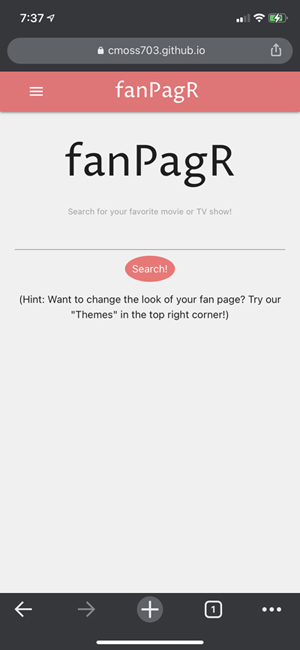 7:37
cmoss703.github.io
fanPagR
fanPagR
Search for your favorite movie or TV show!
Search!
(Hint: Want to change the look of your fan page? Try our
"Themes" in the top right corner!)
1